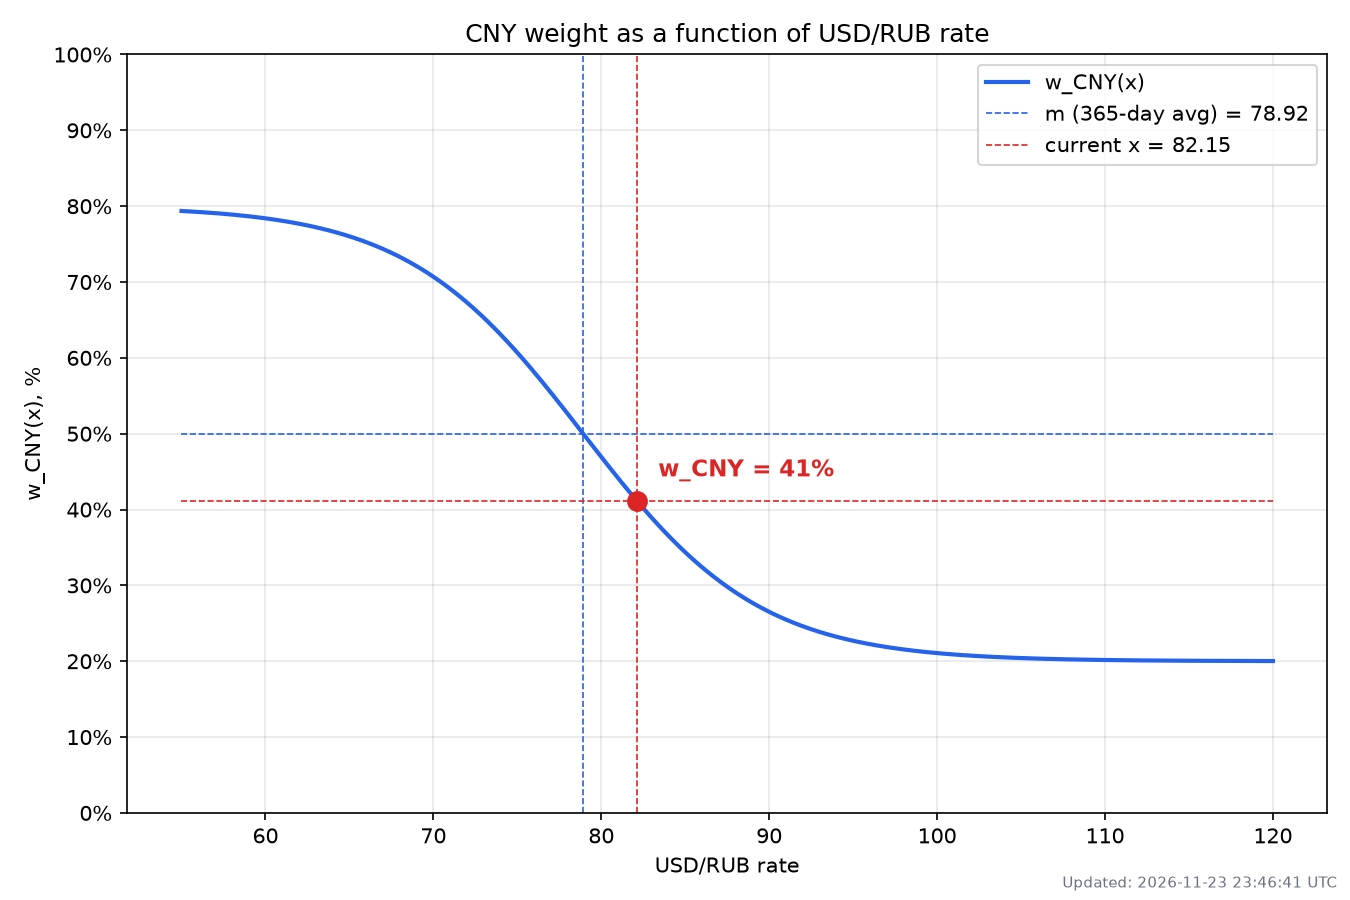 CNY weight as a function of USD/RUB rate
w_CNY(x)
m (365-day avg) = 78.92
current x = 82.15
100%
90%
80%
70%
60%
50%
40%
30%
20%
10%
0%
w_CNY(x), %
w_CNY = 41%
60 70 80 90 100 110 120
USD/RUB rate
Updated: 2026-11-23 23:46:41 UTC